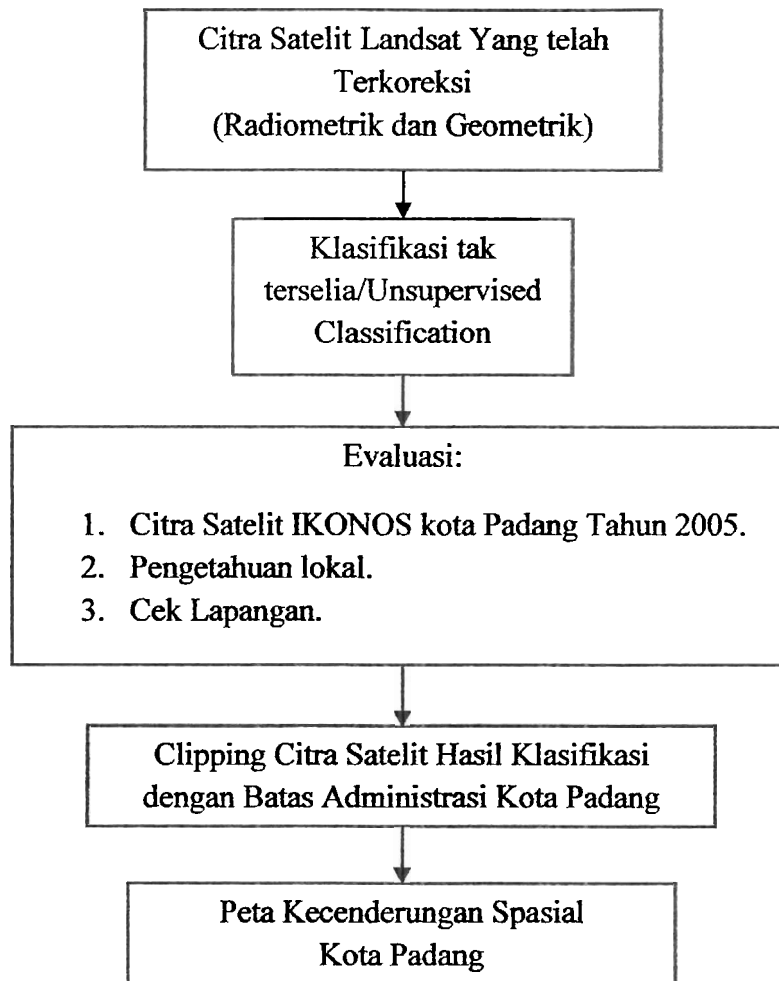 Citra Satelit Landsat Yang telah
Terkoreksi
(Radiometrik dan Geometrik)
Klasifikasi tak
terselia/Unsupervised
Classification
Evaluasi:
1. Citra Satelit IKONOS kota Padang Tahun 2005.
2. Pengetahuan lokal.
3. Cek Lapangan.
Clipping Citra Satelit Hasil Klasifikasi
dengan Batas Administrasi Kota Padang
Peta Kecenderungan Spasial
Kota Padang